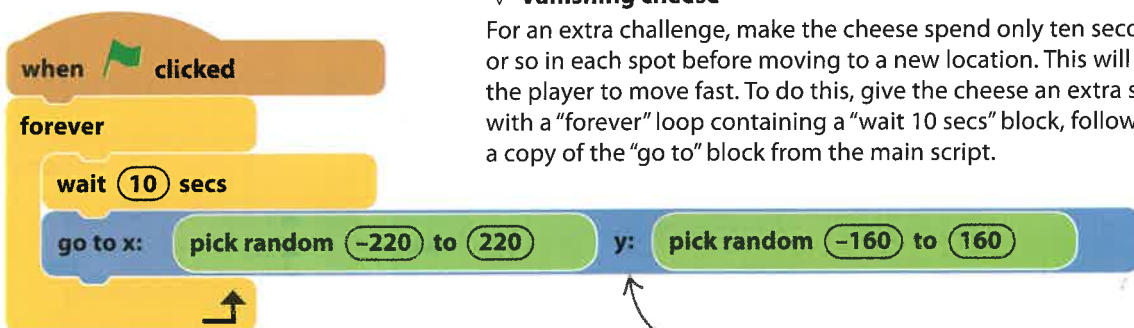 Vanishing cheese
For an extra challenge, make the cheese spend only ten
or so in each spot before moving to a new location. This will
the player to move fast. To do this, give the cheese an extra
with a "forever" loop containing a "wait 10 secs" block,
a copy of the "go to" block from the main script.
when clicked
forever
wait 10 secs
go to x: pick random –220 to 220 y: pick random –160 to 160